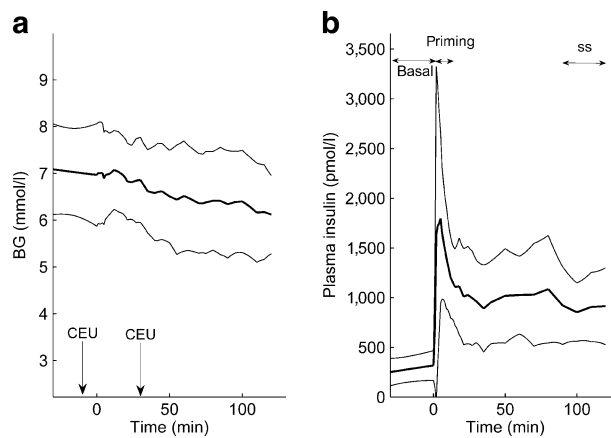 a
BG (mmol/l)
9
8
7
6
5
4
3
CEU
CEU
0
50
100
Time (min)
b
Plasma insulin (pmol/l)
3,500
3,000
2,500
2,000
1,500
1,000
500
0
Priming
Basal
ss
0
50
100
Time (min)